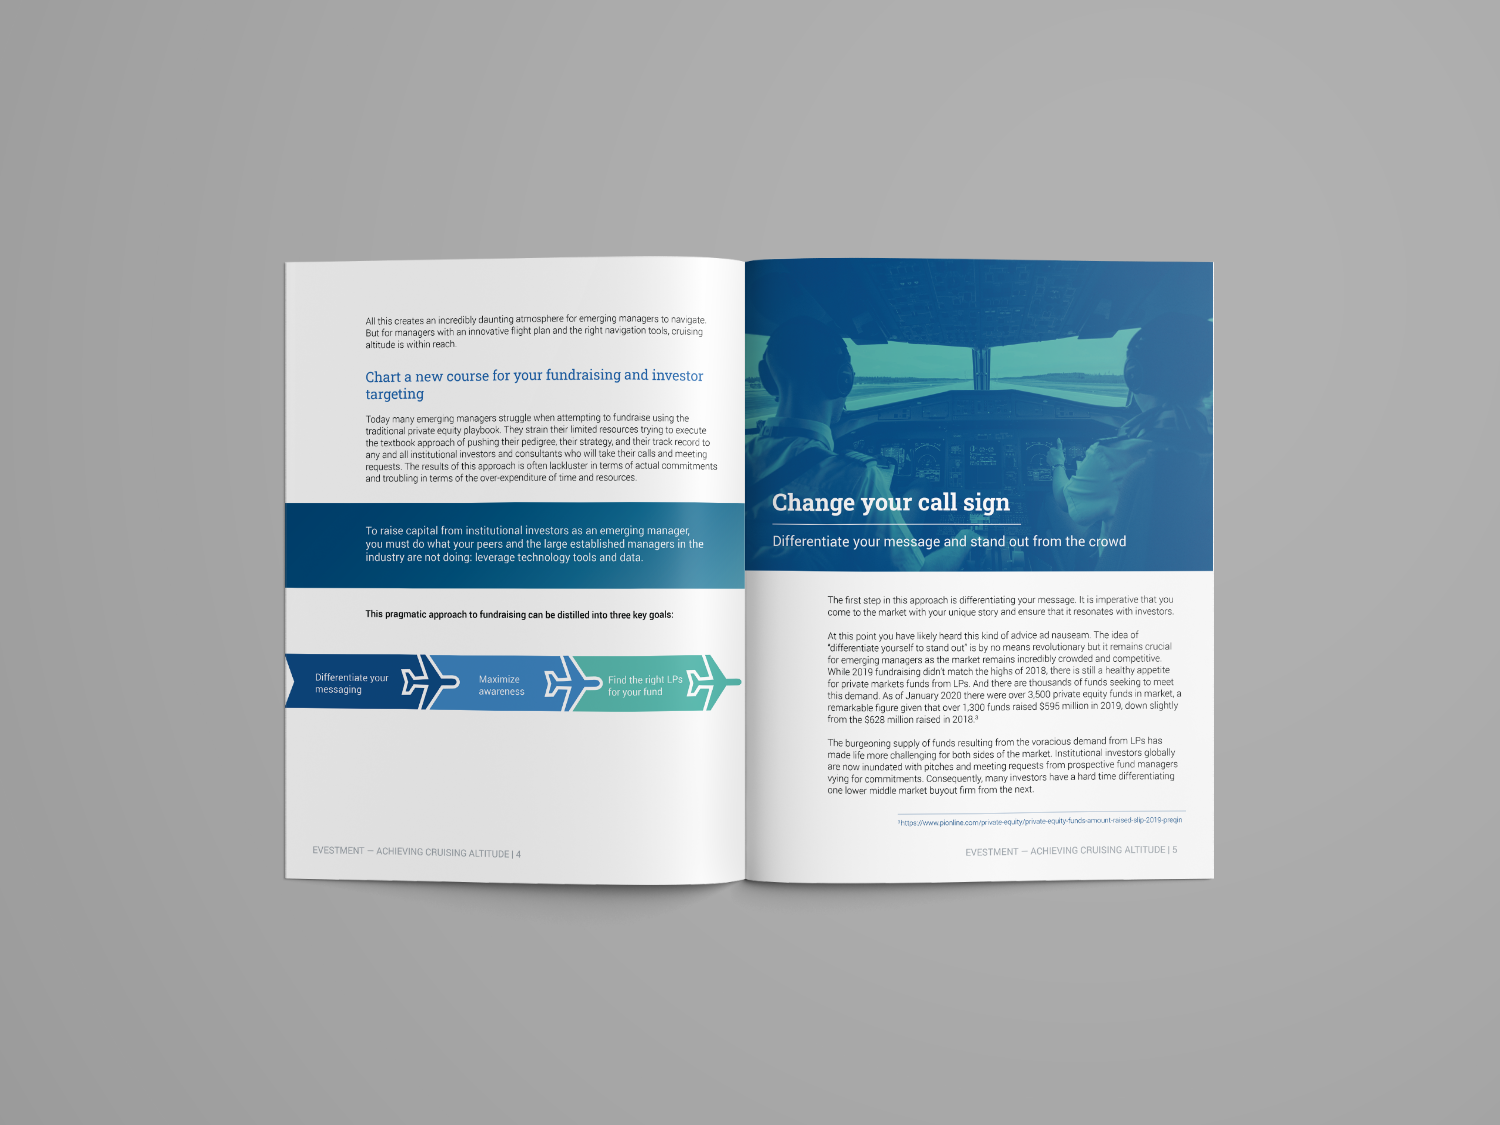 All this creates an incredibly daunting atmosphere for emerging managers to navigate.
But for managers with an innovative flight plan and the right navigation tools, cruising
altitude is within reach.
Chart a new course for your fundraising and investor
targeting
Today many emerging managers struggle when attempting to fundraise using the
traditional private equity playbook. They strain their limited resources trying to execute
the textbook approach of pushing their pedigree, their strategy, and their track record to
any and all institutional investors and consultants who will take their calls and meeting
requests. The results of this approach is often lackluster in terms of actual commitments
and troubling in terms of the over-expenditure of time and resources.
To raise capital from institutional investors as an emerging manager,
you must do what your peers and the large established managers in the
industry are not doing: leverage technology tools and data.
This pragmatic approach to fundraising can be distilled into three key goals:
Differentiate your
messaging
Maximize
awareness
Find the right LPs
for your fund
EVESTMENT — ACHIEVING CRUISING ALTITUDE | 4
Change your call sign
Differentiate your message and stand out from the crowd
The first step in this approach is differentiating your message. It is imperative that you
come to the market with your unique story and ensure that it resonates with investors.
At this point you have likely heard this kind of advice ad nauseam. The idea of
"differentiate yourself to stand out" is by no means revolutionary but it remains crucial
for emerging managers as the market remains incredibly crowded and competitive.
While 2019 fundraising didn't match the highs of 2018, there is still a healthy appetite
for private markets funds from LPs. And there are thousands of funds seeking to meet
this demand. As of January 2020 there were over 3,500 private equity funds in market, a
remarkable figure given that over 1,300 funds raised $595 million in 2019, down slightly
from the $628 million raised in 2018.³
The burgeoning supply of funds resulting from the voracious demand from LPs has
made life more challenging for both sides of the market. Institutional investors globally
are now inundated with pitches and meeting requests from prospective fund managers
vying for commitments. Consequently, many investors have a hard time differentiating
one lower middle market buyout firm from the next.
³https://www.pionline.com/private-equity/private-equity-funds-amount-raised-slip-2019-preqin
EVESTMENT — ACHIEVING CRUISING ALTITUDE | 5